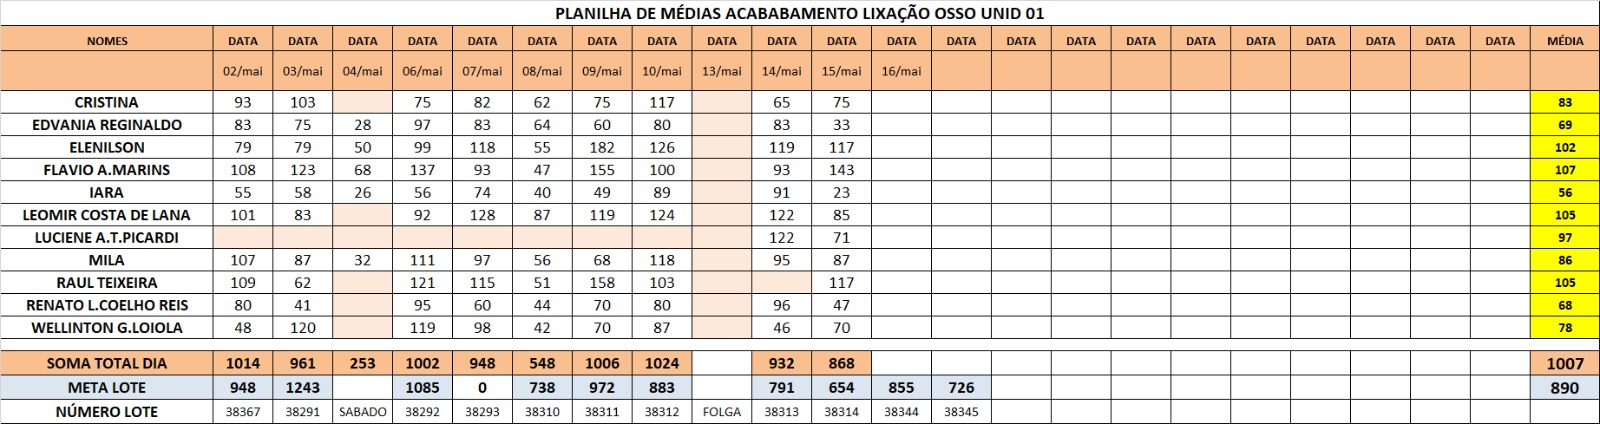 PLANILHA DE MÉDIAS ACABABAMENTO LIXAÇÃO OSSO UNID 01
NOMES DATA DATA DATA DATA DATA DATA DATA DATA DATA DATA DATA DATA DATA DATA DATA DATA DATA DATA DATA DATA DATA DATA MÉDIA
02/mai 03/mai 04/mai 06/mai 07/mai 08/mai 09/mai 10/mai 13/mai 14/mai 15/mai 16/mai
CRISTINA 93 103 75 82 62 75 117 65 75 83
EDVANIA REGINALDO 83 75 28 97 83 64 60 80 83 33 69
ELENILSON 79 79 50 99 118 55 182 126 119 117 102
FLAVIO A.MARINS 108 123 68 137 93 47 155 100 93 143 107
IARA 55 58 26 56 74 40 49 89 91 23 56
LEOMIR COSTA DE LANA 101 83 92 128 87 119 124 122 85 105
LUCIENE A.T.PICARDI 122 71 97
MILA 107 87 32 111 97 56 68 118 95 87 86
RAUL TEIXEIRA 109 62 121 115 51 158 103 117 105
RENATO L.COELHO REIS 80 41 95 60 44 70 80 96 47 68
WELLINTON G.LOIOLA 48 120 119 98 42 70 87 46 70 78
SOMA TOTAL DIA 1014 961 253 1002 948 548 1006 1024 932 868 1007
META LOTE 948 1243 1085 0 738 972 883 791 654 855 726 890
NÚMERO LOTE 38367 38291 SABADO 38292 38293 38310 38311 38312 FOLGA 38313 38314 38344 38345